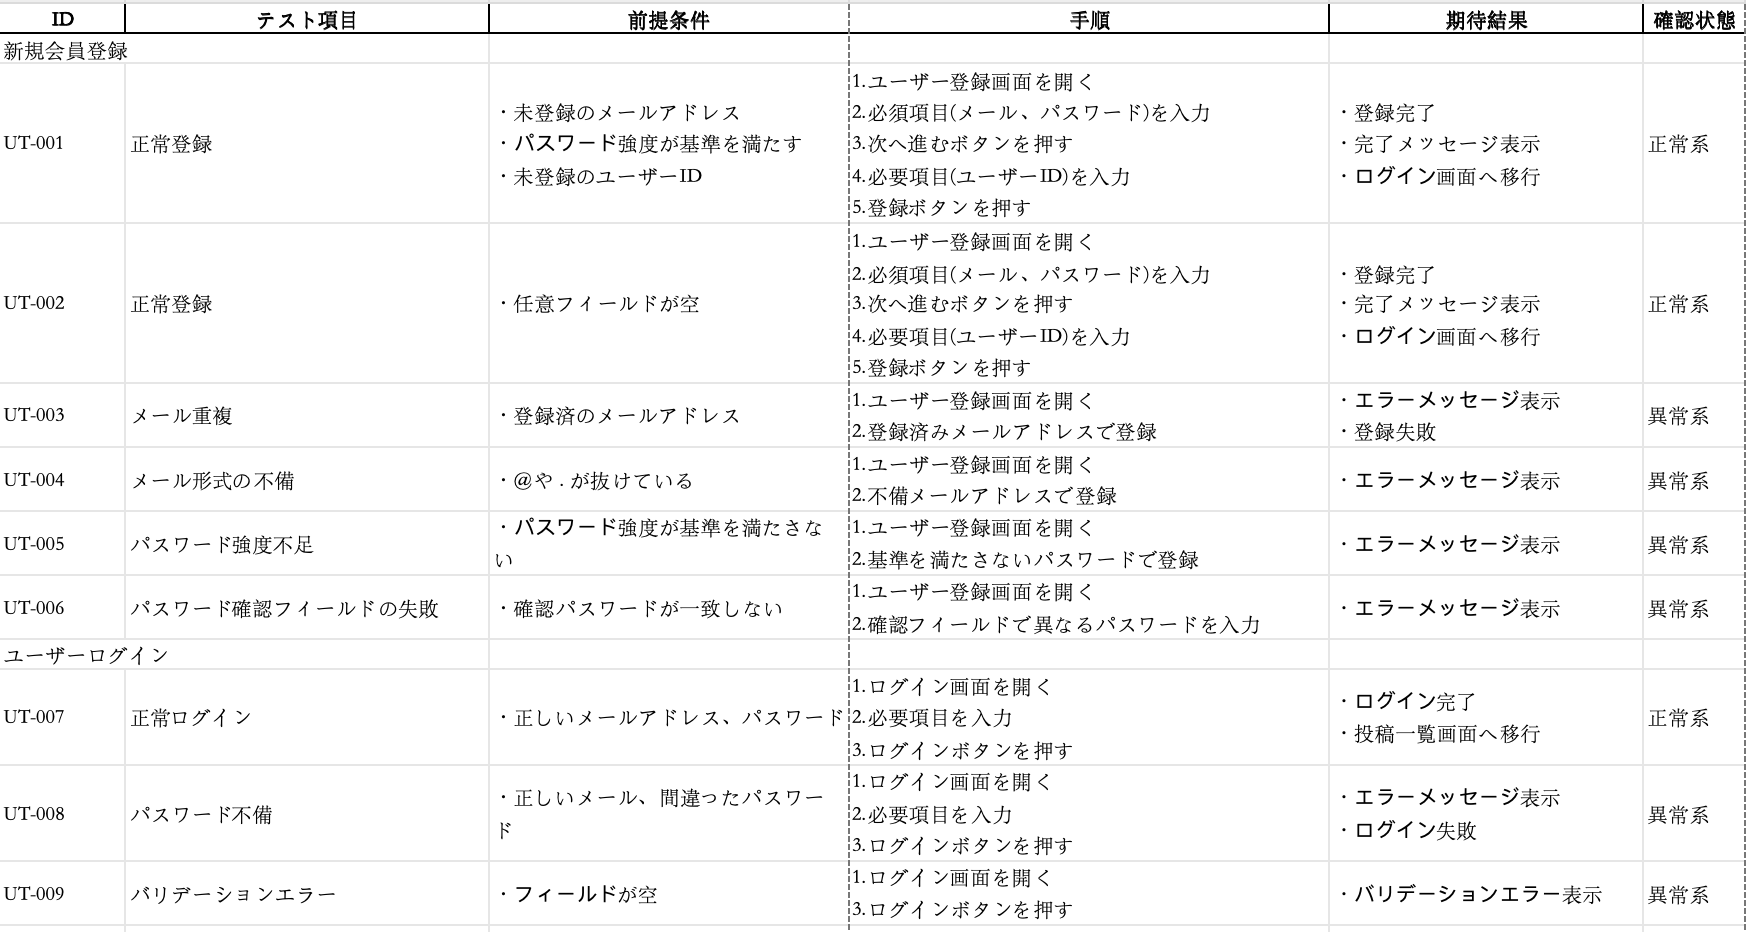 ID テスト項目 前提条件 手順 期待結果 確認状態
新規会員登録
UT-001
正常登録
・未登録のメールアドレス
・パスワード強度が基準を満たす
・未登録のユーザーID
1.ユーザー登録画面を開く
2.必須項目(メール、パスワード)を入力
3.次へ進むボタンを押す
4.必要項目(ユーザーID)を入力
5.登録ボタンを押す
・登録完了
・完了メッセージ表示
・ログイン画面へ移行
正常系
UT-002
正常登録
・任意フィールドが空
1.ユーザー登録画面を開く
2.必須項目(メール、パスワード)を入力
3.次へ進むボタンを押す
4.必要項目(ユーザーID)を入力
5.登録ボタンを押す
・登録完了
・完了メッセージ表示
・ログイン画面へ移行
正常系
UT-003
メール重複
・登録済のメールアドレス
1.ユーザー登録画面を開く
2.登録済みメールアドレスで登録
・エラーメッセージ表示
・登録失敗
異常系
UT-004
メール形式の不備
・@や . が抜けている
1.ユーザー登録画面を開く
2.不備メールアドレスで登録
・エラーメッセージ表示
異常系
UT-005
パスワード強度不足
・パスワード強度が基準を満たさな
い
1.ユーザー登録画面を開く
2.基準を満たさないパスワードで登録
・エラーメッセージ表示
異常系
UT-006
パスワード確認フィールドの失敗
・確認パスワードが一致しない
1.ユーザー登録画面を開く
2.確認フィールドで異なるパスワードを入力
・エラーメッセージ表示
異常系
ユーザーログイン
UT-007
正常ログイン
・正しいメールアドレス、パスワード
1.ログイン画面を開く
2.必要項目を入力
3.ログインボタンを押す
・ログイン完了
・投稿一覧画面へ移行
正常系
UT-008
パスワード不備
・正しいメール、間違ったパスワー
ド
1.ログイン画面を開く
2.必要項目を入力
3.ログインボタンを押す
・エラーメッセージ表示
・ログイン失敗
異常系
UT-009
バリデーションエラー
・フィールドが空
1.ログイン画面を開く
3.ログインボタンを押す
・バリデーションエラー表示
異常系